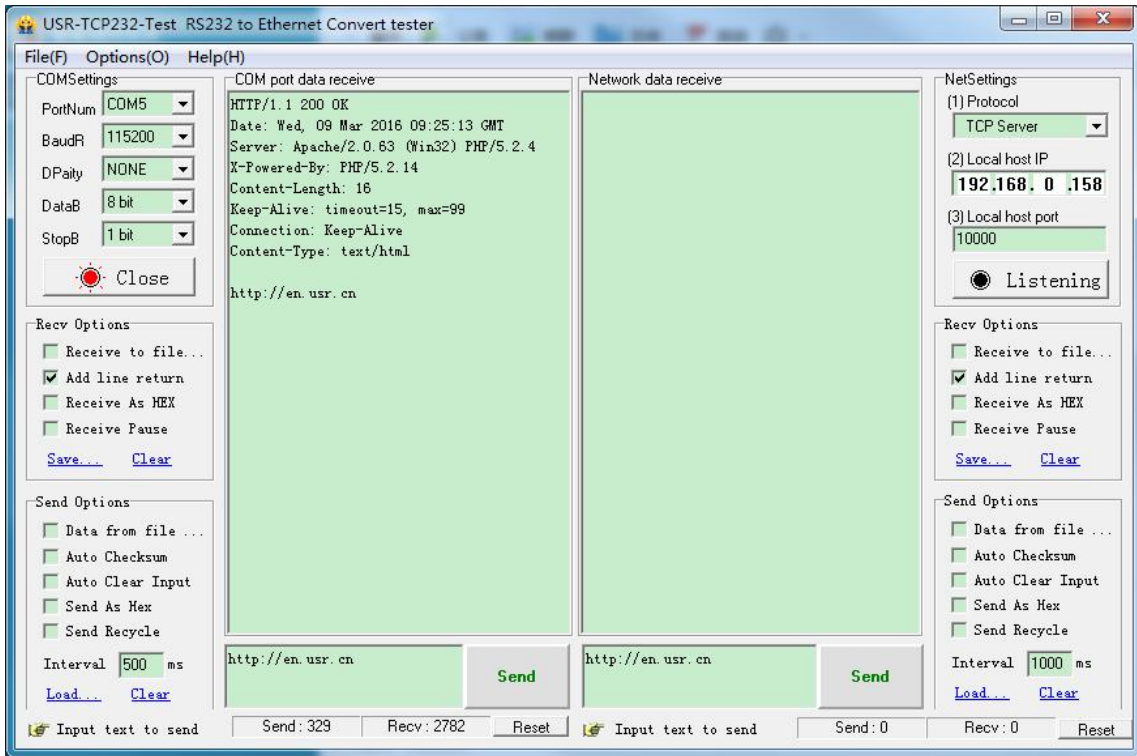 USR-TCP232-Test RS232 to Ethernet Convert tester
File(F) Options(O) Help(H)
COMSettings
PortNum COM5
BaudR 115200
DPaity NONE
DataB 8 bit
StopB 1 bit
Close
Recv Options
Receive to file...
Add line return
Receive As HEX
Receive Pause
Save... Clear
Send Options
Data from file ...
Auto Checksum
Auto Clear Input
Send As Hex
Send Recycle
Interval 500 ms
Load... Clear
COM port data receive
HTTP/1.1 200 OK
Date: Wed, 09 Mar 2016 09:25:13 GMT
Server: Apache/2.0.63 (Win32) PHP/5.2.4
X-Powered-By: PHP/5.2.14
Content-Length: 16
Keep-Alive: timeout=15, max=99
Connection: Keep-Alive
Content-Type: text/html
http://en.usr.cn
http://en.usr.cn
Send
Network data receive
http://en.usr.cn
Send
NetSettings
(1) Protocol
TCP Server
(2) Local host IP
192.168. 0 .158
(3) Local host port
10000
Listening
Recv Options
Receive to file...
Add line return
Receive As HEX
Receive Pause
Save... Clear
Send Options
Data from file ...
Auto Checksum
Auto Clear Input
Send As Hex
Send Recycle
Interval 1000 ms
Load... Clear
Input text to send Send : 329 Recv : 2782 Reset
Input text to send Send : 0 Recv : 0 Reset